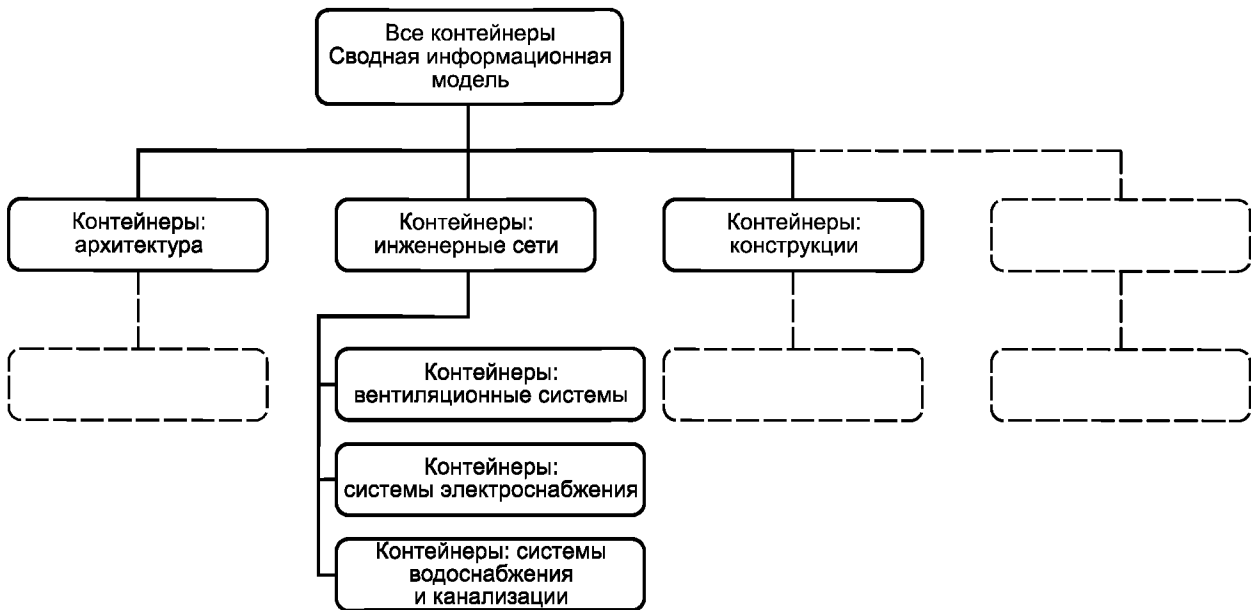 Все контейнеры
Сводная информационная
модель
Контейнеры:
архитектура
Контейнеры:
инженерные сети
Контейнеры:
конструкции
Контейнеры:
вентиляционные системы
Контейнеры:
системы электроснабжения
Контейнеры: системы
водоснабжения
и канализации